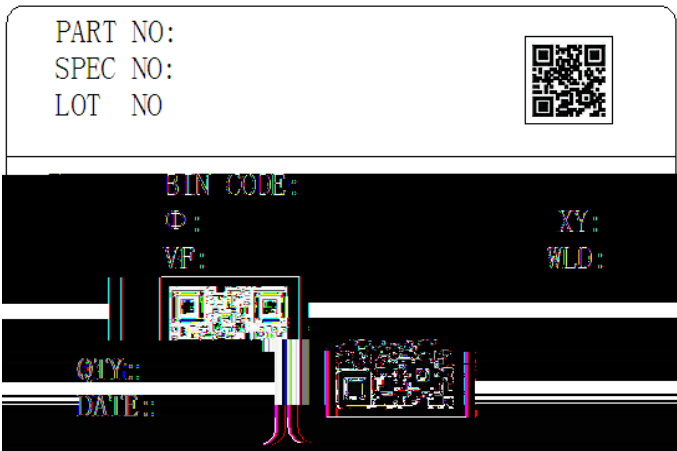 PART NO:
SPEC NO:
LOT NO
BIN CODE:
Φ:
XY:
VF:
WLD:
QTY:
DATE: